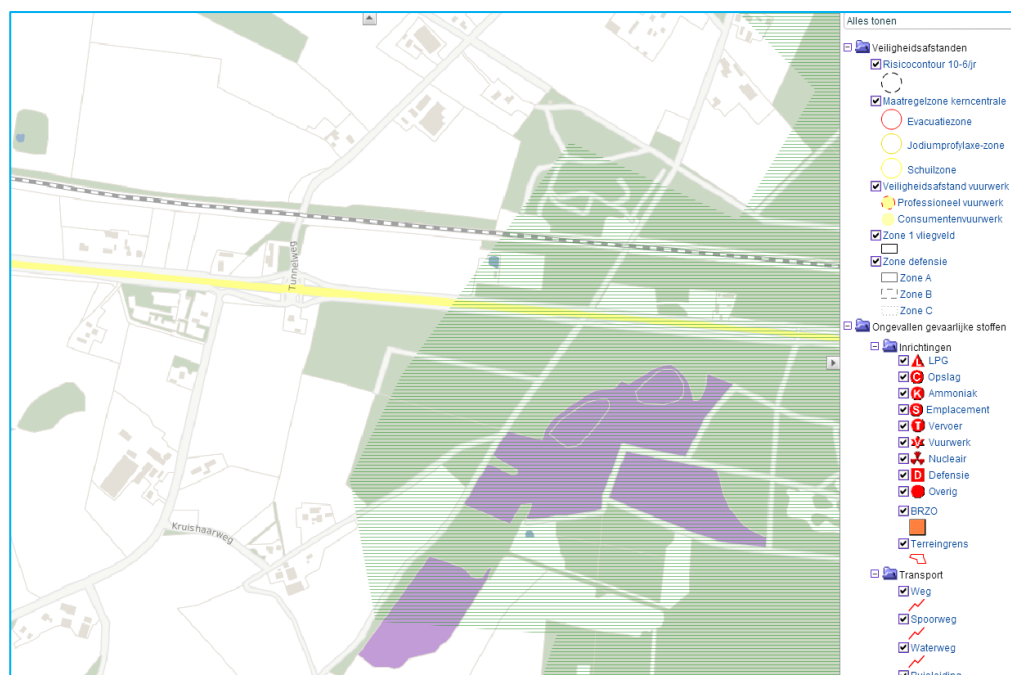 Alles tonen
Veiligheidsafstanden
Risicocontour 10-6/jr
Maatregelzone kerncentrale
Evacuatiezone
Jodiumprofylaxe-zone
Schuilzone
Veiligheidsafstand vuurwerk
Professioneel vuurwerk
Consumentenvuurwerk
Zone 1 vliegveld
Zone defensie
Zone A
Zone B
Zone C
Ongevallen gevaarlijke stoffen
Inrichtingen
L LPG
C Opslag
K Ammoniak
S Emplacement
T Vervoer
V Vuurwerk
Nucleair
D Defensie
Overig
BRZO
Terreingrens
Transport
Weg
Spoorweg
Waterweg
Tunnelweg
Kruishaarweg